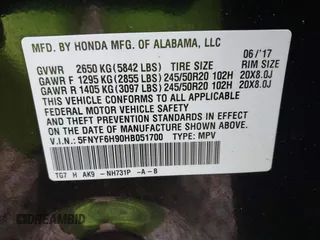 MFD. BY HONDA MFG. OF ALABAMA, LLC
06/'17
GVWR 2650 KG (5842 LBS) RIM SIZE
GAWR F 1295 KG (2855 LBS) 245/50R20 102H 20X8.0J
GAWR R 1405 KG (3097 LBS) 245/50R20 102H 20X8.0J
THIS VEHICLE CONFORMS TO ALL APPLICABLE
FEDERAL MOTOR VEHICLE SAFETY, BUMPER,
AND THEFT PREVENTION STANDARDS IN EFFECT
ON THE DATE OF MANUFACTURE SHOWN ABOVE.
V.I.N.: 5FNYF6H90HB051700 TYPE: MPV
TG7 H AK9 -NH731P -A-B
DREAMBID